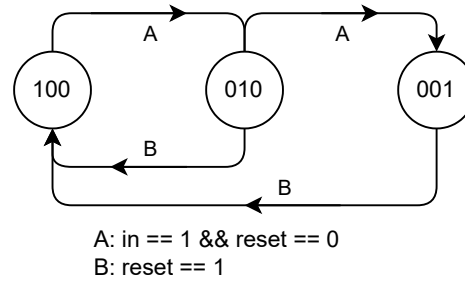 A
A
100
010
001
B
B
A: in == 1 && reset == 0
B: reset == 1